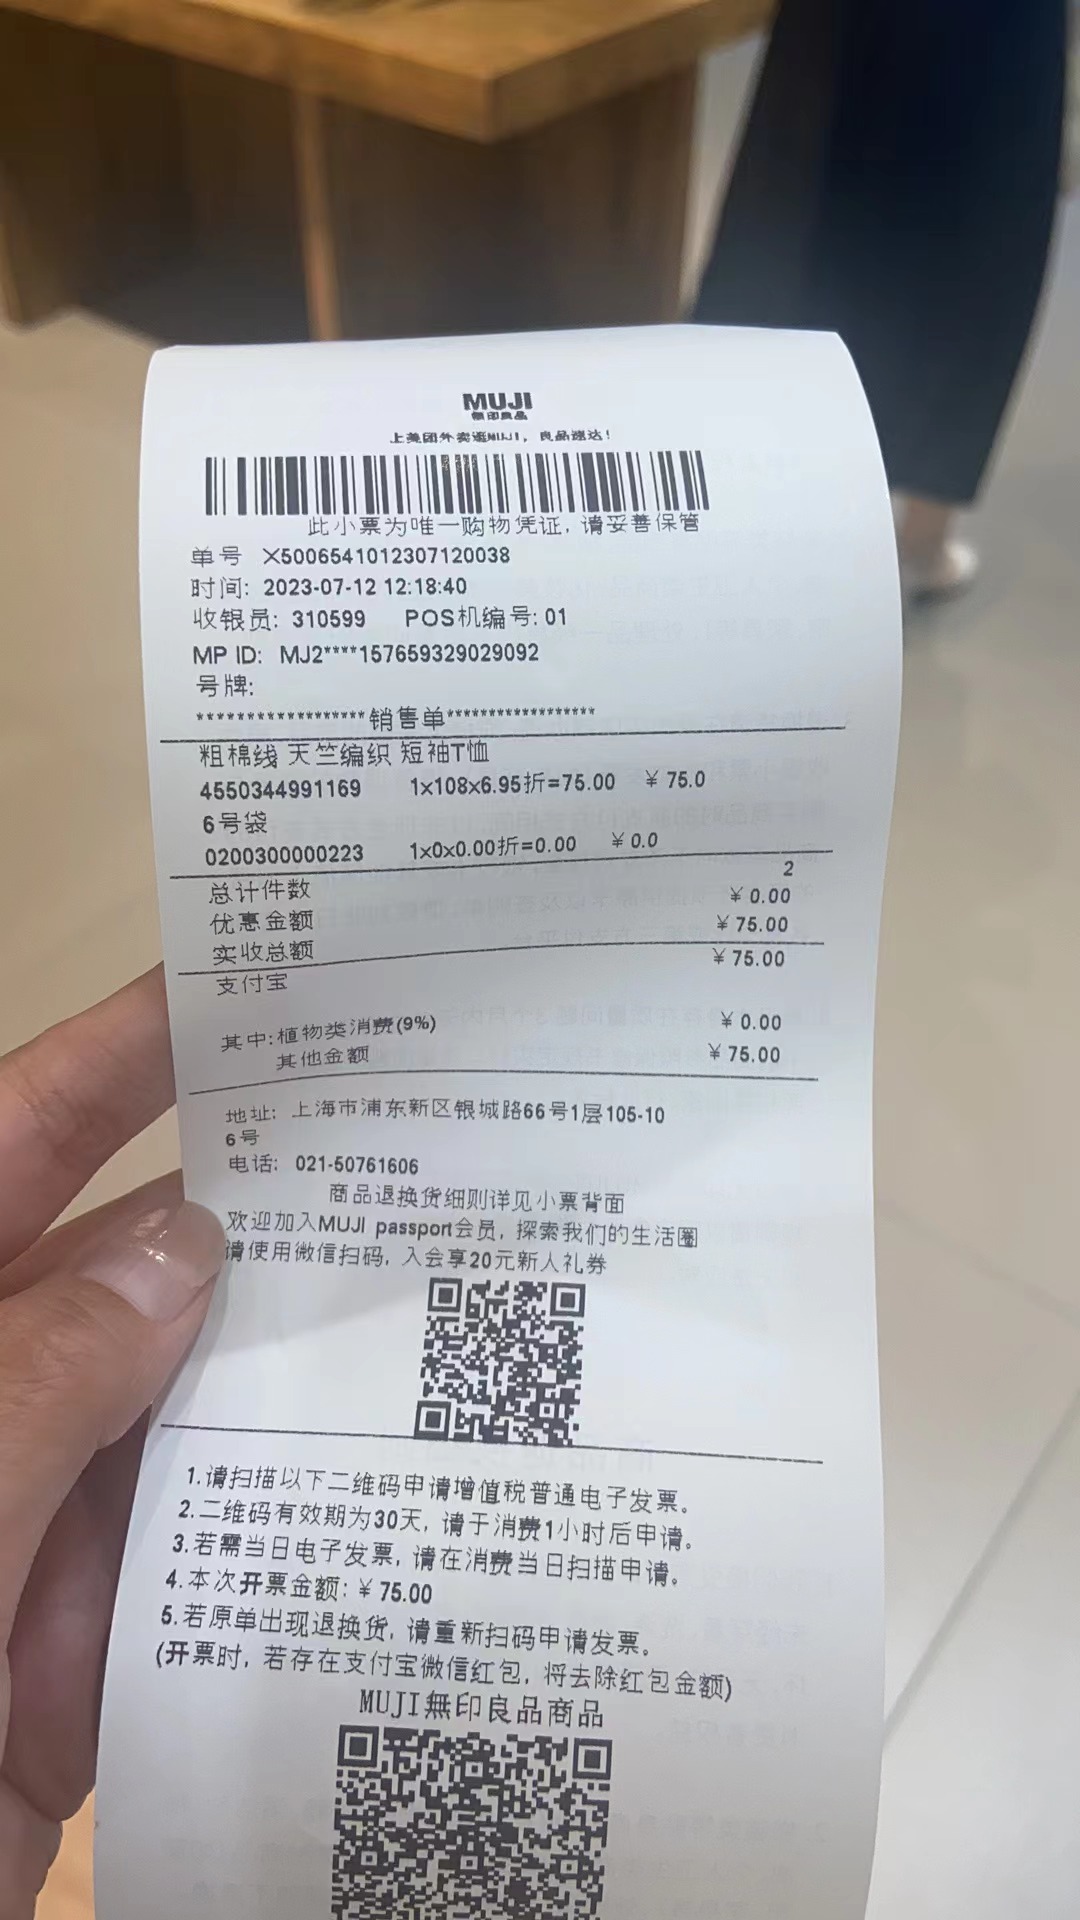 MUJI
無印良品
上美团外卖逛MUJI，良品速达！
此小票为唯一购物凭证, 请妥善保管
单号 X5006541012307120038
时间: 2023-07-12 12:18:40
收银员: 310599 POS机编号: 01
MP ID: MJ2****157659329029092
号牌:
******************销售单******************
粗棉线 天竺编织 短袖T恤
4550344991169 1x108x6.95折=75.00 ￥75.0
6号袋
0200300000223 1x0x0.00折=0.00 ￥0.0
总计件数 2
优惠金额 ￥0.00
实收总额 ￥75.00
支付宝 ￥75.00
其中: 植物类消费(9%) ￥0.00
其他金额 ￥75.00
地址: 上海市浦东新区银城路66号1层105-10
6号
电话: 021-50761606
商品退换货细则详见小票背面
欢迎加入MUJI passport会员, 探索我们的生活圈
请使用微信扫码, 入会享20元新人礼券
1.请扫描以下二维码申请增值税普通电子发票。
2.二维码有效期为30天, 请于消费1小时后申请。
3.若需当日电子发票, 请在消费当日扫描申请。
4.本次开票金额: ￥75.00
5.若原单出现退换货, 请重新扫码申请发票。
(开票时, 若存在支付宝微信红包, 将去除红包金额)
MUJI無印良品商品